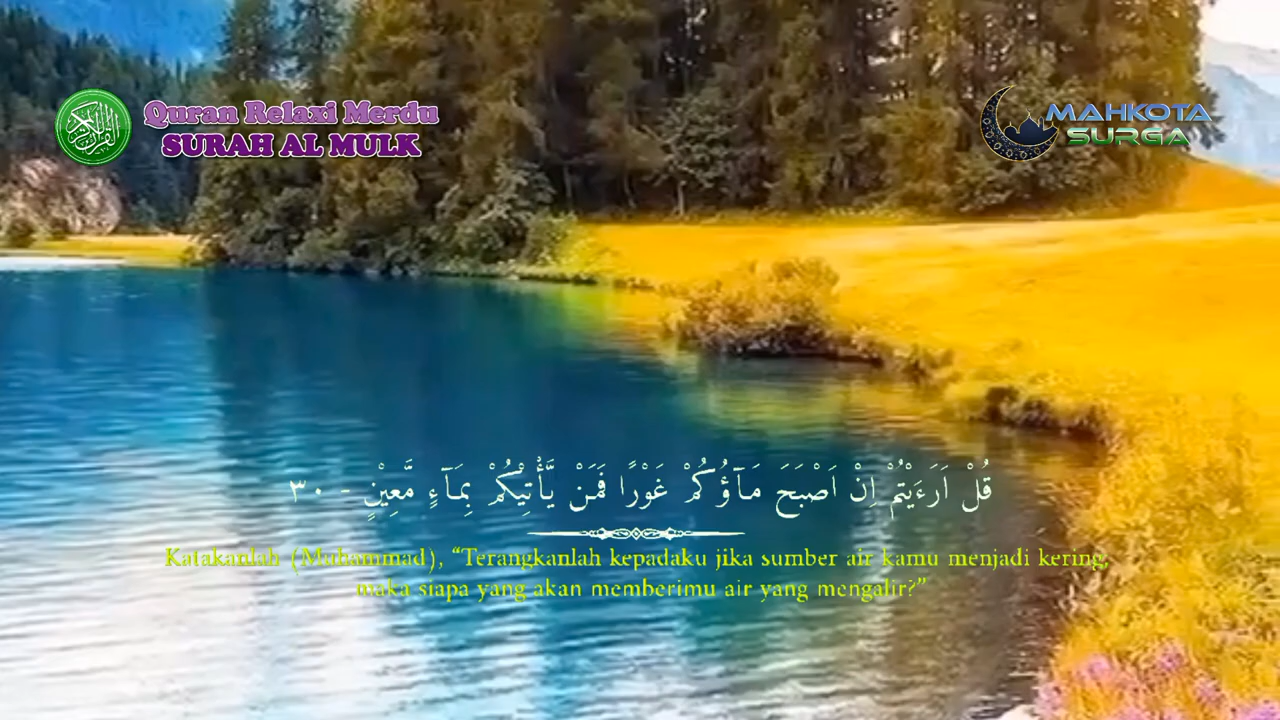 Quran Relaxi Merdu
SURAH AL MULK
MAHKOTA
SURGA
قُلْ اَرَءَيْتُمْ اِنْ اَصْبَحَ مَاۤؤُكُمْ غَوْرًا فَمَنْ يَّأْتِيْكُمْ بِمَاۤءٍ مَّعِيْنٍ - ٣٠
Katakanlah (Muhammad), “Terangkanlah kepadaku jika sumber air kamu menjadi kering,
maka siapa yang akan memberimu air yang mengalir?”